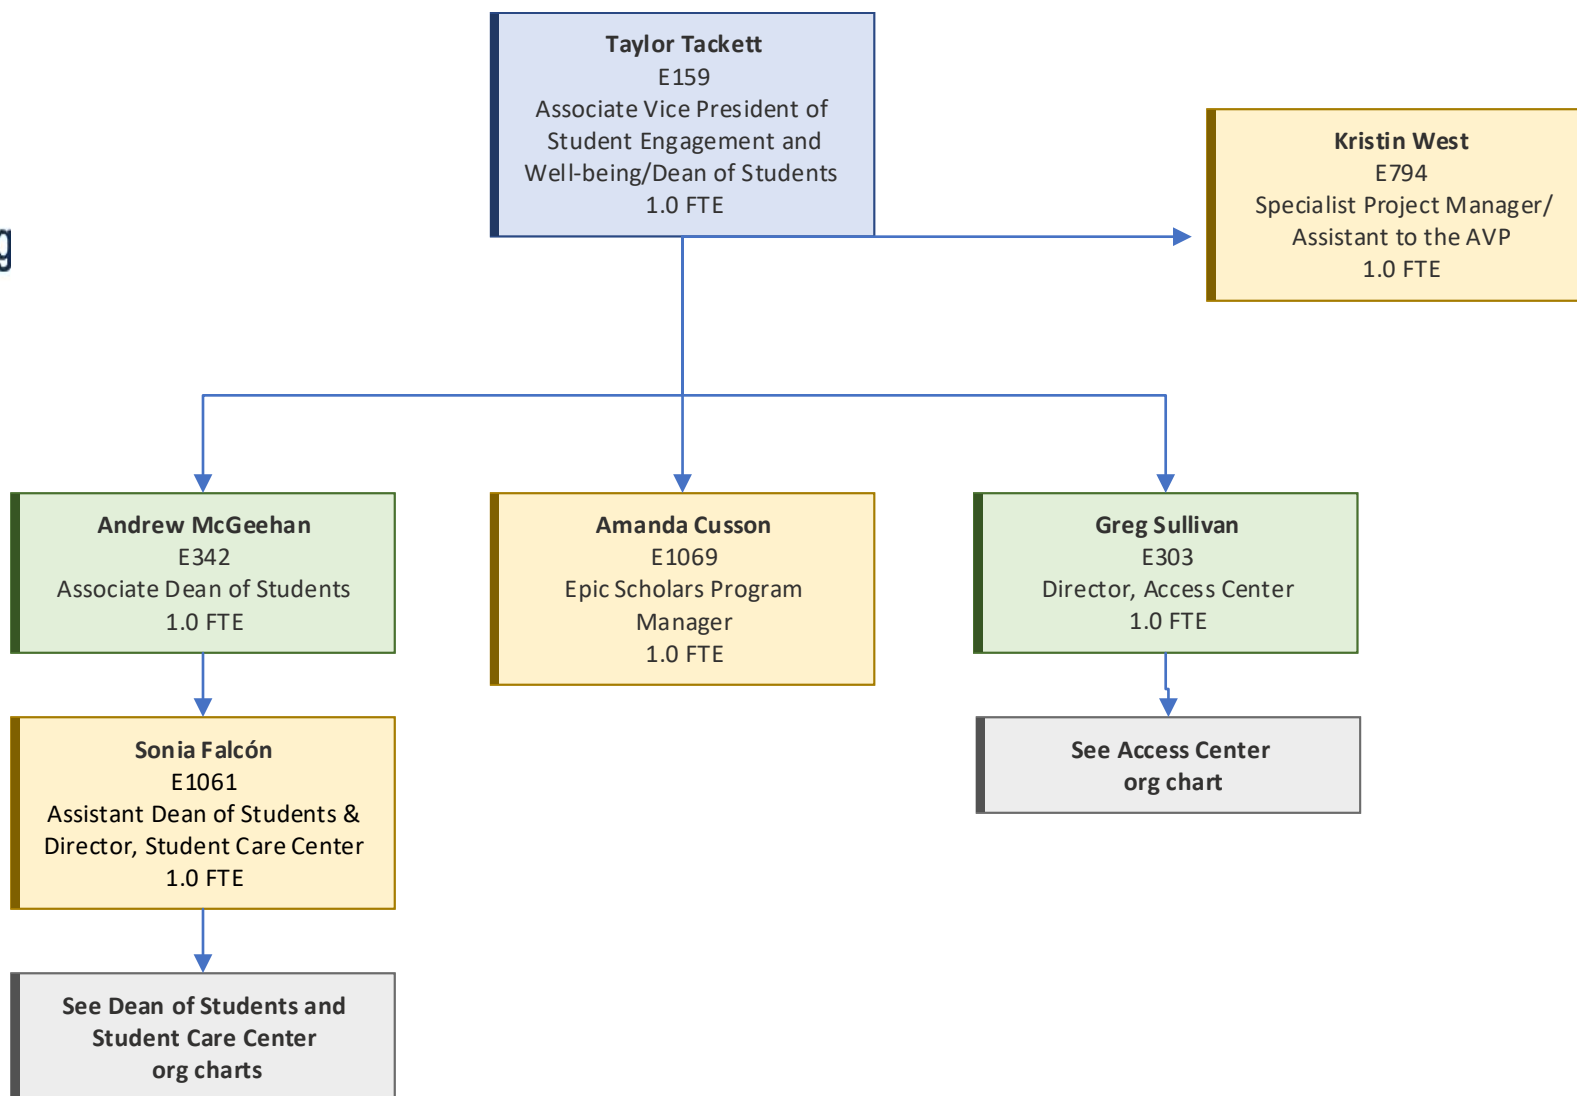 Taylor Tackett
E159
Associate Vice President of
Student Engagement and
Well-being/Dean of Students
1.0 FTE
Kristin West
E794
Specialist Project Manager/
Assistant to the AVP
1.0 FTE
g
Andrew McGeehan
E342
Associate Dean of Students
1.0 FTE
Amanda Cusson
E1069
Epic Scholars Program
Manager
1.0 FTE
Greg Sullivan
E303
Director, Access Center
1.0 FTE
Sonia Falcón
E1061
Assistant Dean of Students &
Director, Student Care Center
1.0 FTE
See Access Center
org chart
See Dean of Students and
Student Care Center
org charts